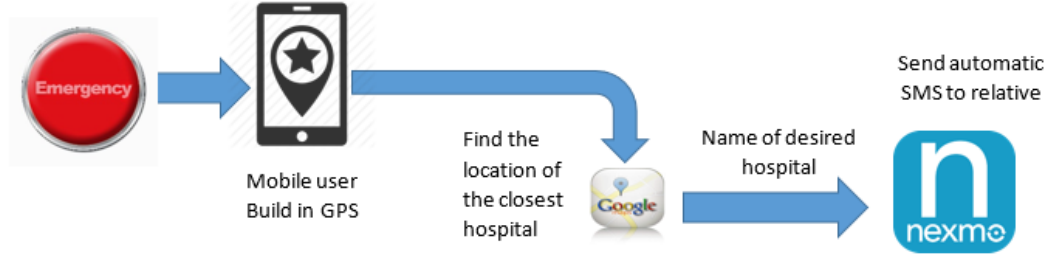 Emergency
Mobile user
Build in GPS
Find the
location of
the closest
hospital
Google
Name of desired
hospital
Send automatic
SMS to relative
n
nexmo